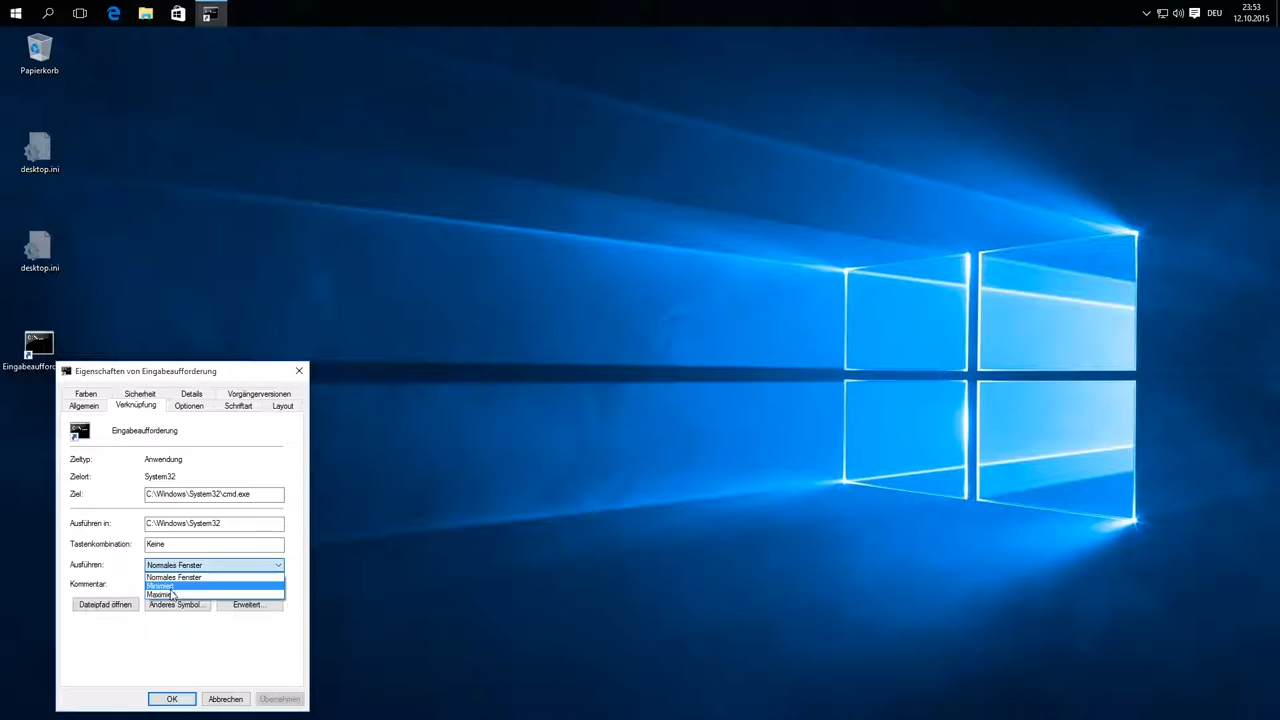 DEU
23:53
12.10.2015
Papierkorb
desktop.ini
desktop.ini
Eigenschaften von Eingabeaufforderung
Farben Sicherheit Details Vorgängerversionen
Allgemein Verknüpfung Optionen Schriftart Layout
Eingabeaufforderung
Zieltyp: Anwendung
Zielort: System32
Ziel: C:\Windows\System32\cmd.exe
Ausführen in: C:\Windows\System32
Tastenkombination: Keine
Ausführen: Normales Fenster
Normales Fenster
Minimiert
Kommentar:
Dateipfad öffnen Anderes Symbol... Erweitert...
OK Abbrechen Übernehmen